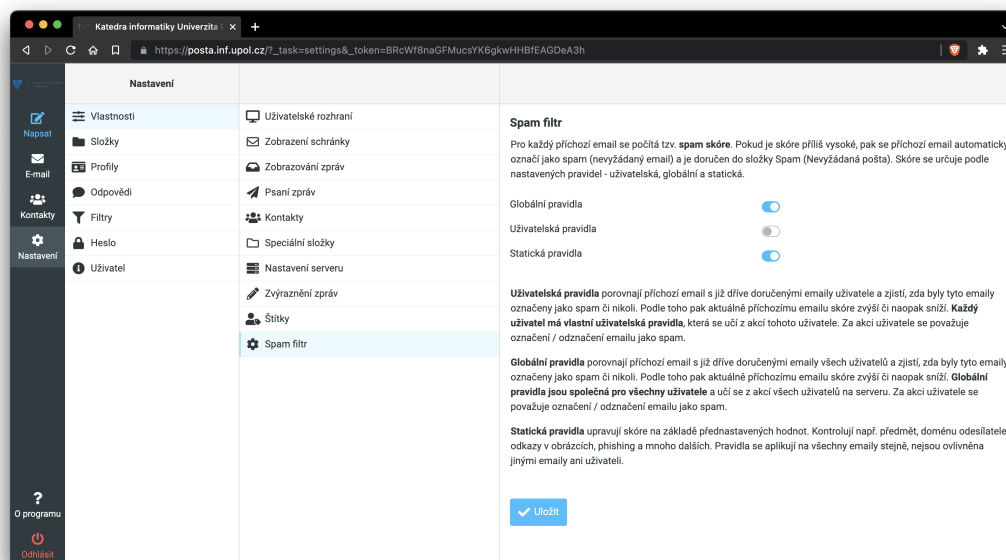 Katedra informatiky Univerzita
https://posta.inf.upol.cz/?_task=settings&_token=BRcWf8naGFMucsYK6gkwHHBfEAGDeA3h
Napsat
E-mail
Kontakty
Nastavení
O programu
Odhlásit
Nastavení
Vlastnosti
Složky
Profily
Odpovědi
Filtry
Heslo
Uživatel
Uživatelské rozhraní
Zobrazení schránky
Zobrazování zpráv
Psaní zpráv
Kontakty
Speciální složky
Nastavení serveru
Zvýraznění zpráv
Štítky
Spam filtr
Spam filtr
Pro každý příchozí email se počítá tzv. spam skóre. Pokud je skóre příliš vysoké, pak se příchozí email automaticky
označí jako spam (nevyžádaný email) a je doručen do složky Spam (Nevyžádaná pošta). Skóre se určuje podle
nastavených pravidel - uživatelská, globální a statická.
Globální pravidla
Uživatelská pravidla
Statická pravidla
Uživatelská pravidla porovnají příchozí email s již dříve doručenými emaily uživatele a zjistí, zda byly tyto emaily
označeny jako spam či nikoli. Podle toho pak aktuálně příchozímu emailu skóre zvýší či naopak sníží. Každý
uživatel má vlastní uživatelská pravidla, která se učí z akcí tohoto uživatele. Za akci uživatele se považuje
označení / odznačení emailu jako spam.
Globální pravidla porovnají příchozí email s již dříve doručenými emaily všech uživatelů a zjistí, zda byly tyto emaily
označeny jako spam či nikoli. Podle toho pak aktuálně příchozímu emailu skóre zvýší či naopak sníží. Globální
pravidla jsou společná pro všechny uživatele a učí se z akcí všech uživatelů na serveru. Za akci uživatele se
považuje označení / odznačení emailu jako spam.
Statická pravidla upravují skóre na základě přednastavených hodnot. Kontrolují např. předmět, doménu odesílatele
odkazy v obrázcích, phishing a mnoho dalších. Pravidla se aplikují na všechny emaily stejně, nejsou ovlivněna
jinými emaily ani uživateli.
Uložit